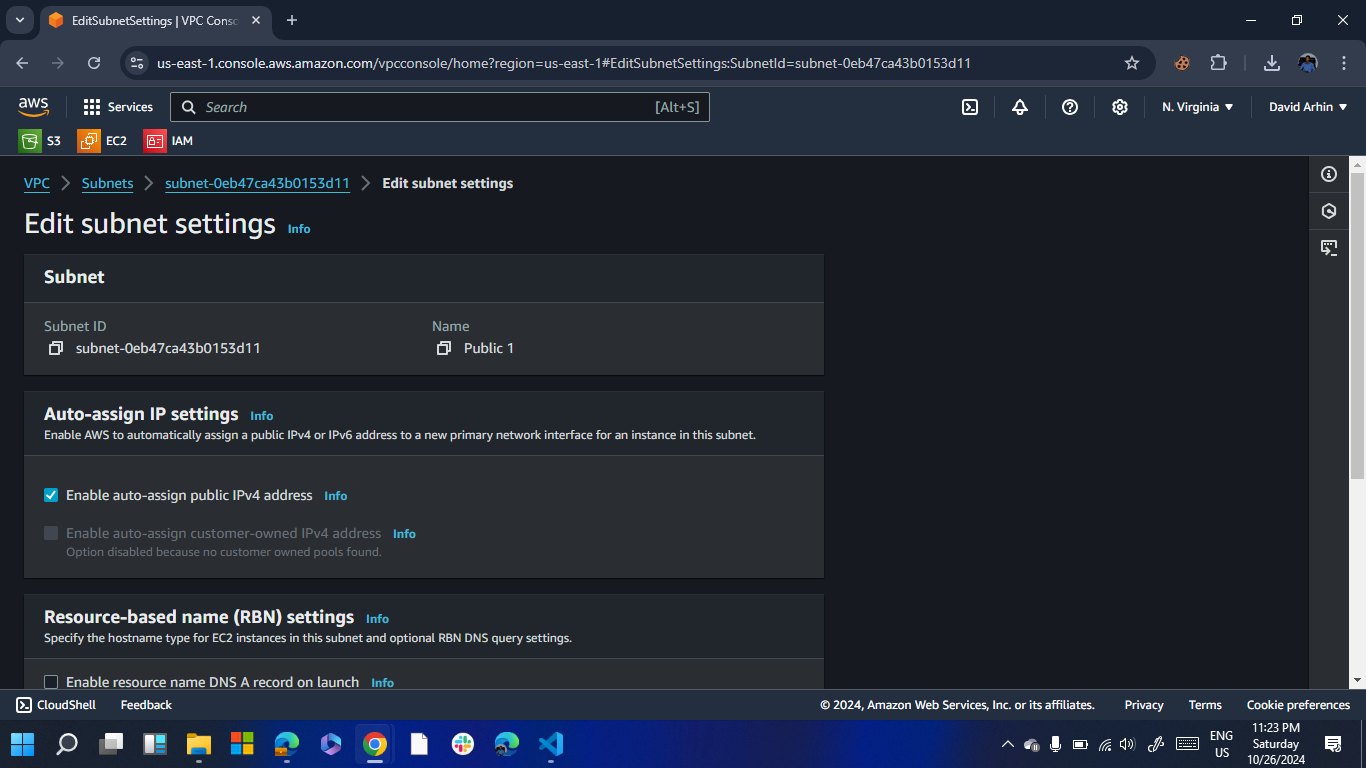 EditSubnetSettings | VPC Conso
us-east-1.console.aws.amazon.com/vpcconsole/home?region=us-east-1#EditSubnetSettings:SubnetId=subnet-0eb47ca43b0153d11
aws
Services
Search
[Alt+S]
N. Virginia
David Arhin
S3
EC2
IAM
VPC
Subnets
subnet-0eb47ca43b0153d11
Edit subnet settings
Edit subnet settings Info
Subnet
Subnet ID
Name
subnet-0eb47ca43b0153d11
Public 1
Auto-assign IP settings Info
Enable AWS to automatically assign a public IPv4 or IPv6 address to a new primary network interface for an instance in this subnet.
Enable auto-assign public IPv4 address Info
Enable auto-assign customer-owned IPv4 address Info
Option disabled because no customer owned pools found.
Resource-based name (RBN) settings Info
Specify the hostname type for EC2 instances in this subnet and optional RBN DNS query settings.
Enable resource name DNS A record on launch Info
CloudShell
Feedback
© 2024, Amazon Web Services, Inc. or its affiliates.
Privacy
Terms
Cookie preferences
ENG
US
11:23 PM
Saturday
10/26/2024